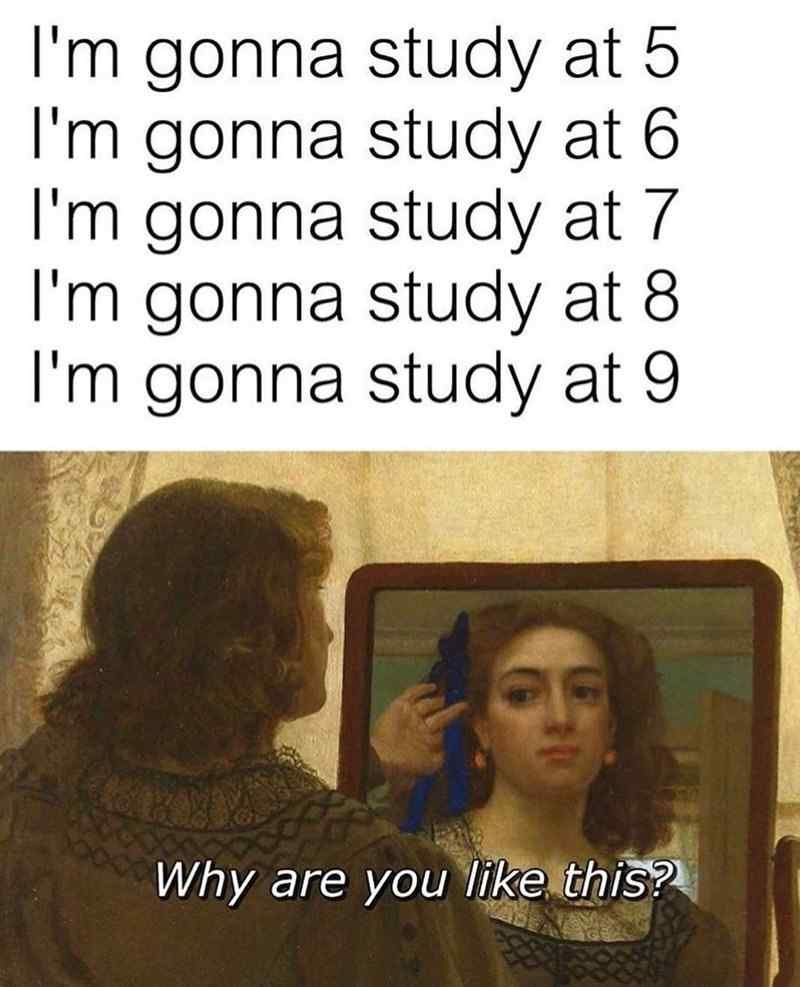 I'm gonna study at 5
I'm gonna study at 6
I'm gonna study at 7
I'm gonna study at 8
I'm gonna study at 9
Why are you like this?